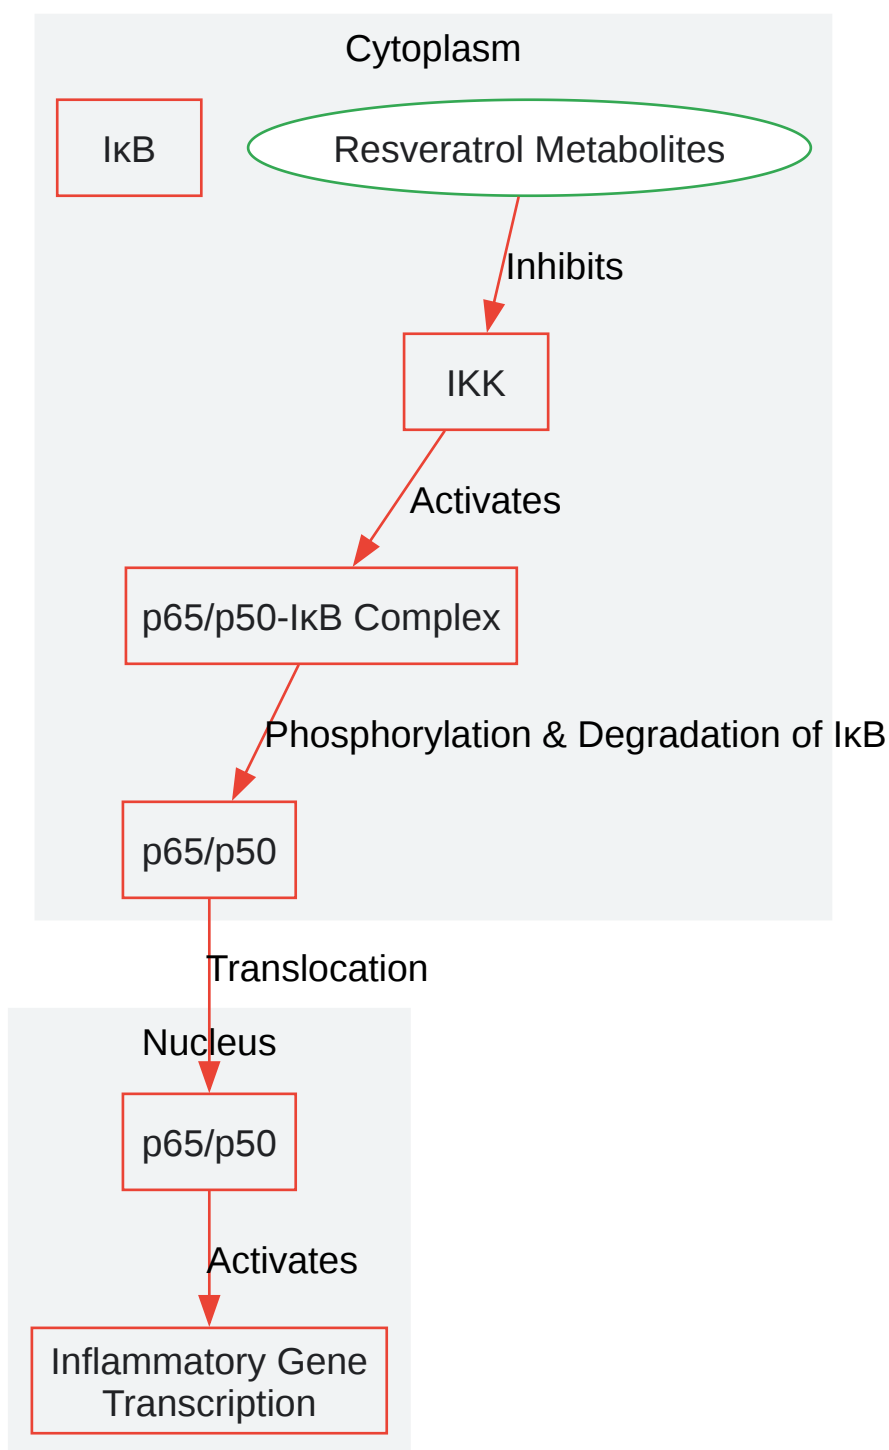 Cytoplasm
IκB
Resveratrol Metabolites
Inhibits
IKK
Activates
p65/p50-IκB Complex
Phosphorylation & Degradation of IκB
p65/p50
Translocation
Nucleus
p65/p50
Activates
Inflammatory Gene
Transcription